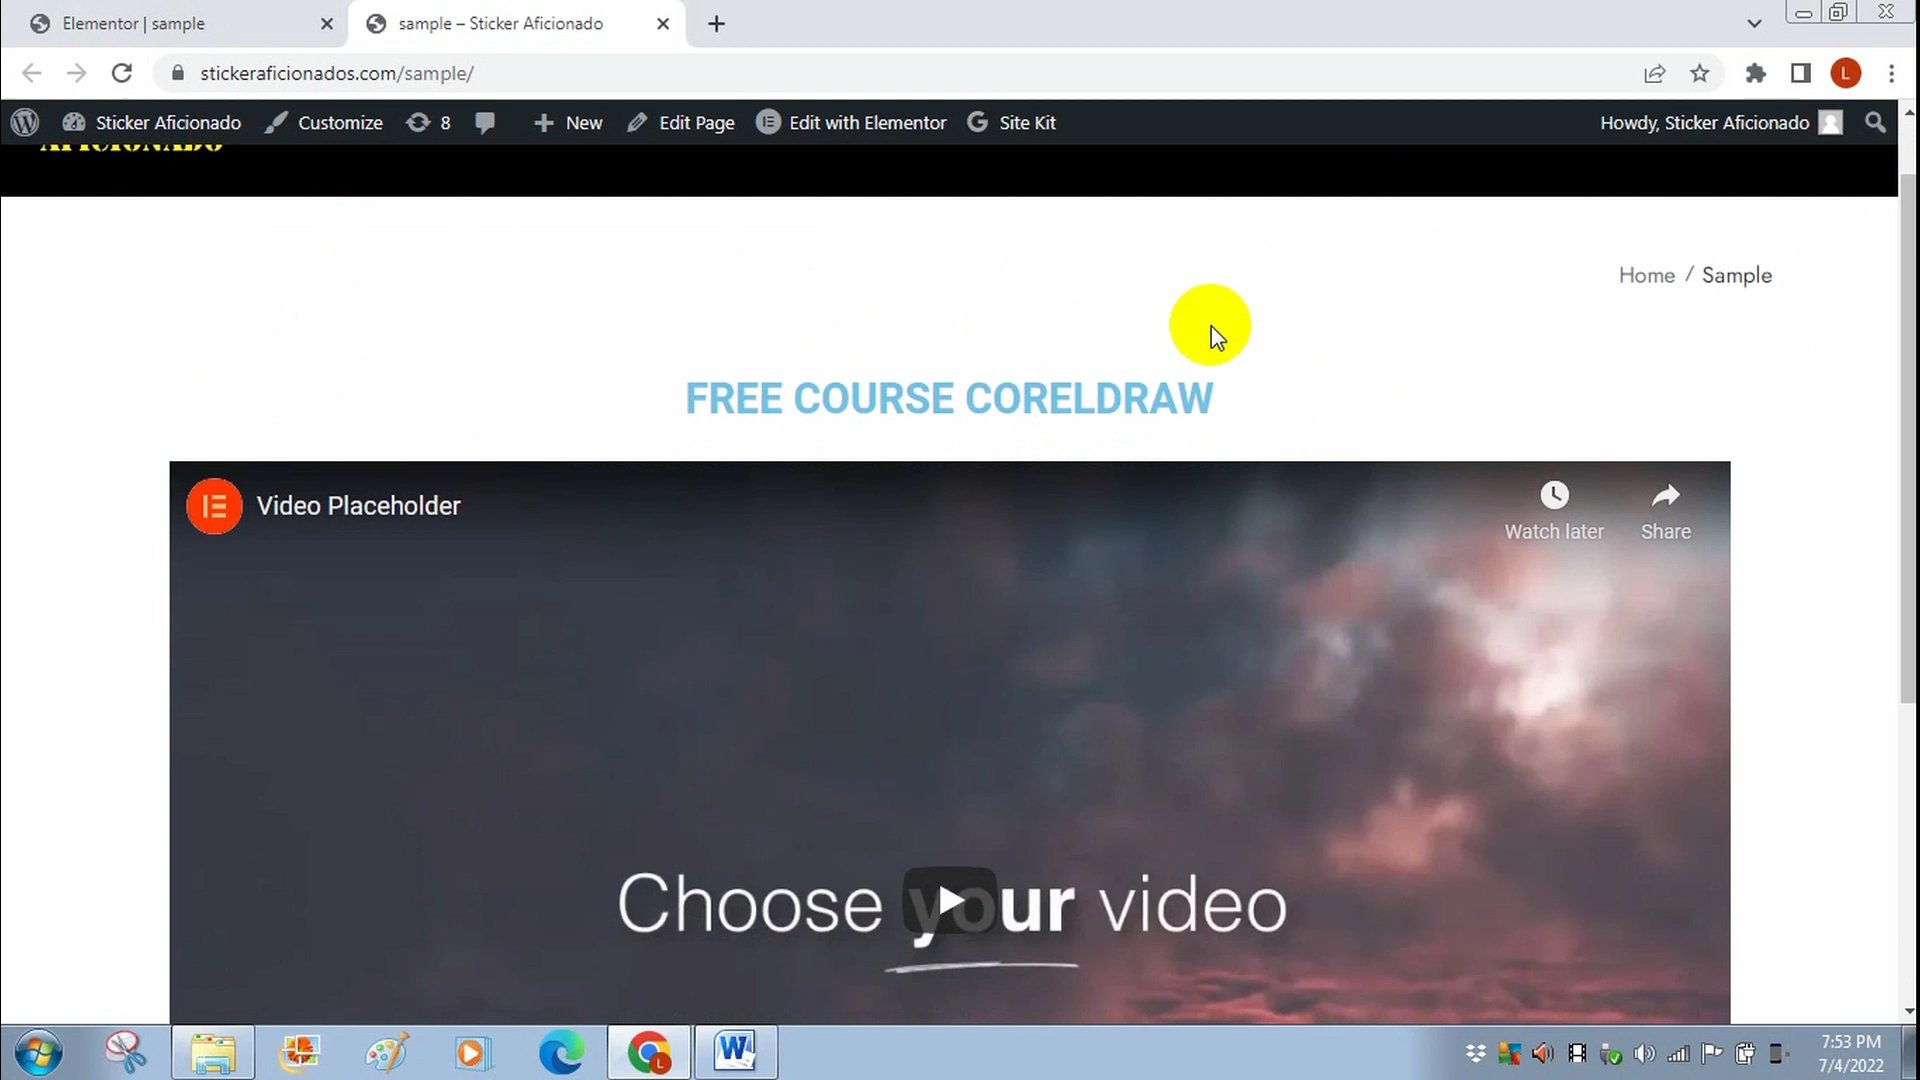 Elementor | sample
sample – Sticker Aficionado
stickeraficionados.com/sample/
L
Sticker Aficionado
Customize
8
New
Edit Page
Edit with Elementor
Site Kit
Howdy, Sticker Aficionado
AFICIONADO
Home / Sample
FREE COURSE CORELDRAW
Video Placeholder
Watch later
Share
Choose your video
7:53 PM
7/4/2022